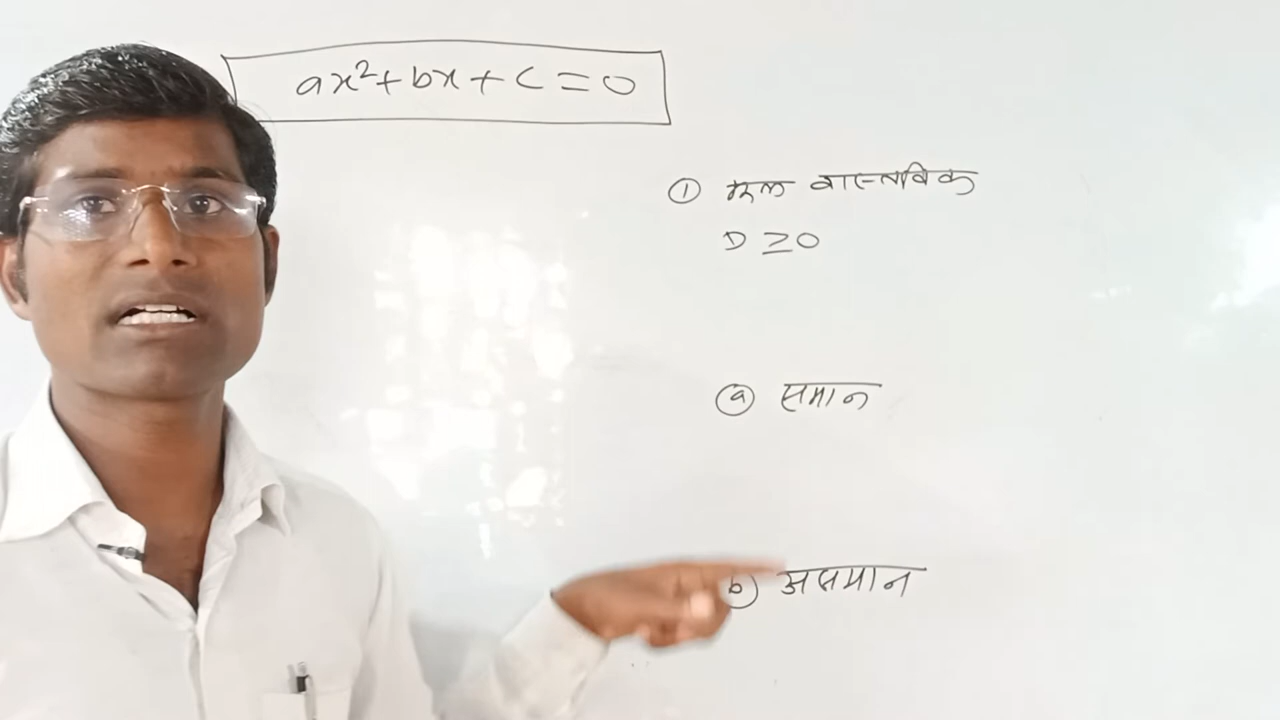 ax²+bx+c=0
① मूल वास्तविक
D ≥0
ⓐ समान
ⓑ असमान